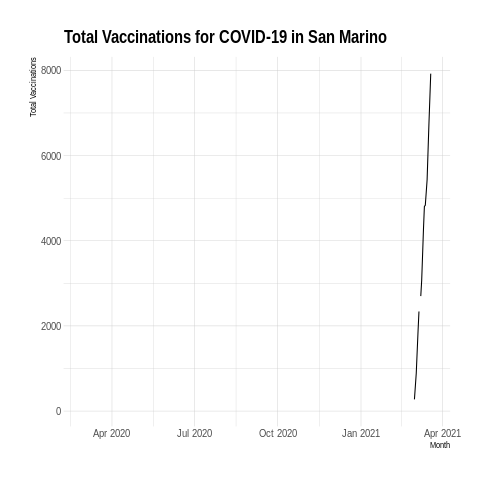 Total Vaccinations for COVID-19 in San Marino
Total Vaccinations
8000
6000
4000
2000
0
Apr 2020 Jul 2020 Oct 2020 Jan 2021 Apr 2021
Month